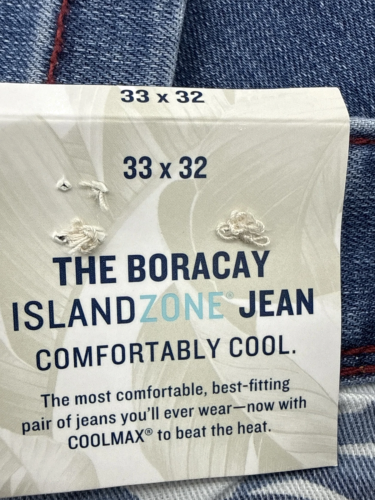 33 x 32
33 x 32
THE BORACAY
ISLANDZONE® JEAN
COMFORTABLY COOL.
The most comfortable, best-fitting
pair of jeans you'll ever wear—now with
COOLMAX® to beat the heat.